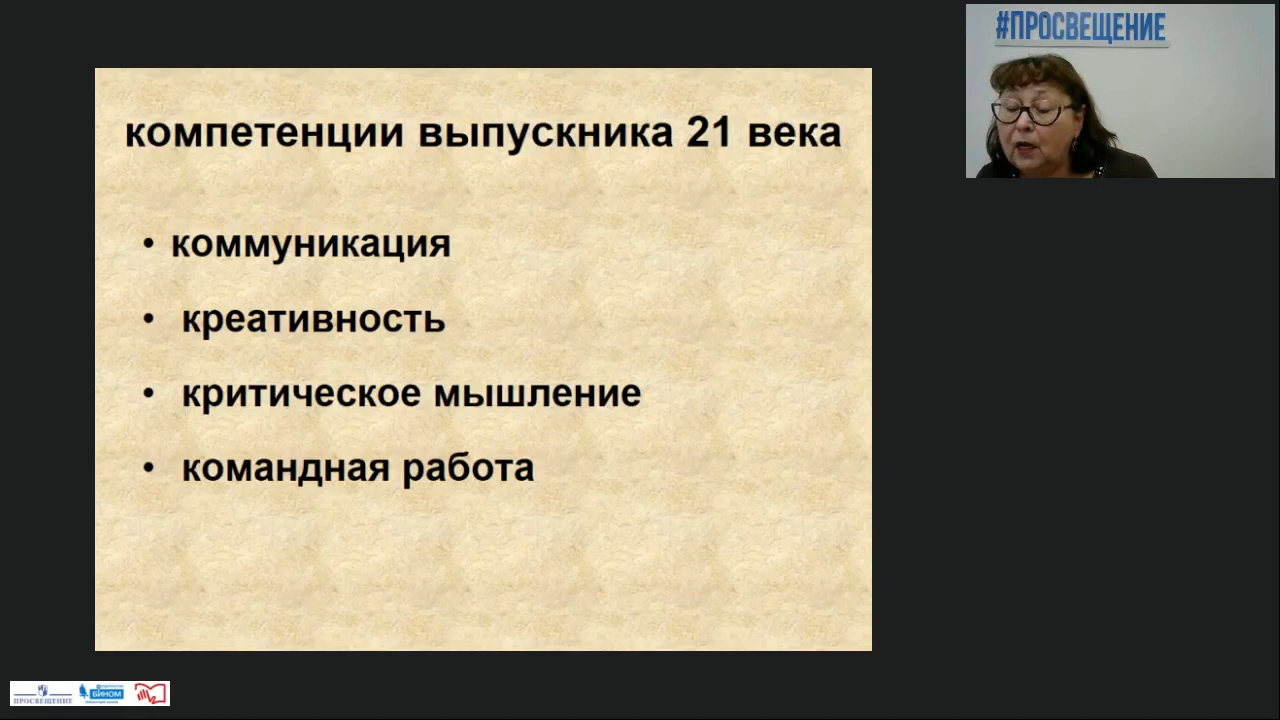 #ПРОСВЕЩЕНИЕ
компетенции выпускника 21 века
• коммуникация
• креативность
• критическое мышление
• командная работа
ПРОСВЕЩЕНИЕ
БИНОМ